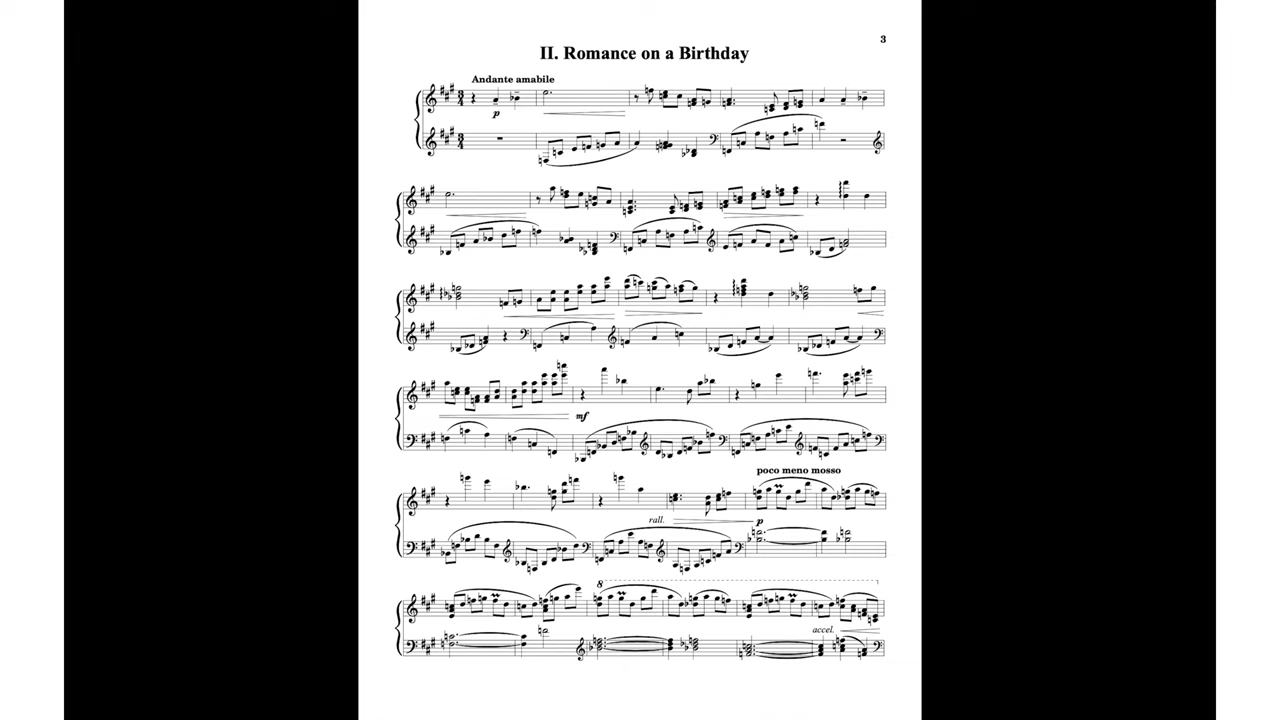 3
II. Romance on a Birthday
Andante amabile
p
mf
poco meno mosso
rall.
p
8
accel.